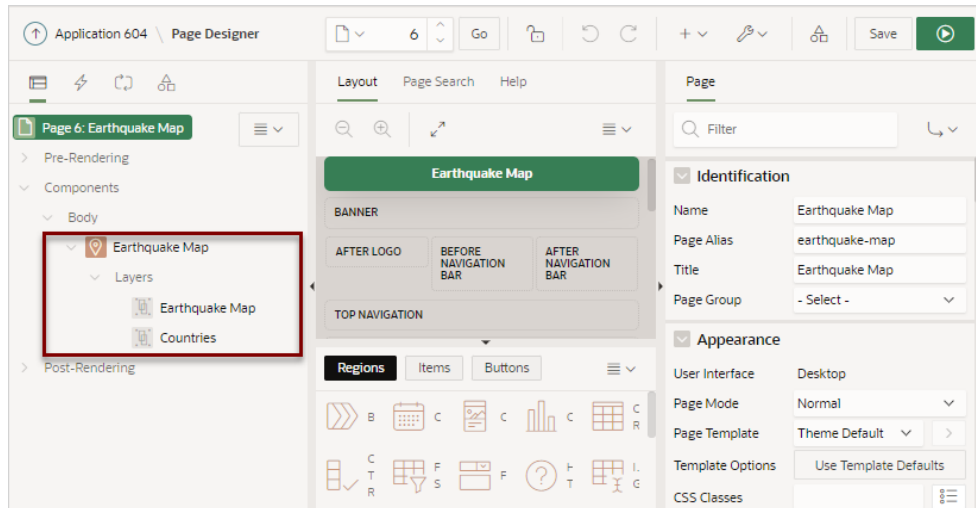 Application 604 \ Page Designer
6
Go
Save
Page 6: Earthquake Map
Pre-Rendering
Components
Body
Earthquake Map
Layers
Earthquake Map
Countries
Post-Rendering
Layout Page Search Help
Earthquake Map
BANNER
AFTER LOGO
BEFORE
NAVIGATION
BAR
AFTER
NAVIGATION
BAR
TOP NAVIGATION
Regions Items Buttons
B
C
C
C
C
R
C
T
R
F
S
F
T
G
Page
Filter
Identification
Name Earthquake Map
Page Alias earthquake-map
Title Earthquake Map
Page Group - Select -
Appearance
User Interface Desktop
Page Mode Normal
Page Template Theme Default
Template Options Use Template Defaults
CSS Classes